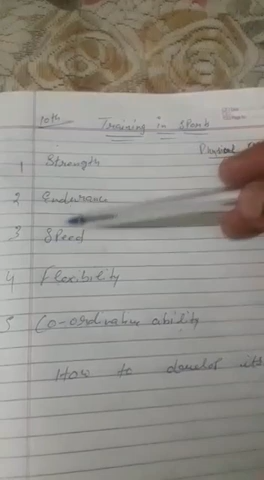 10th Training in Sports
Physical
1 Strength
2 Endurance
3 Speed
4 Flexibility
5 Co-ordinative ability
How to develop its